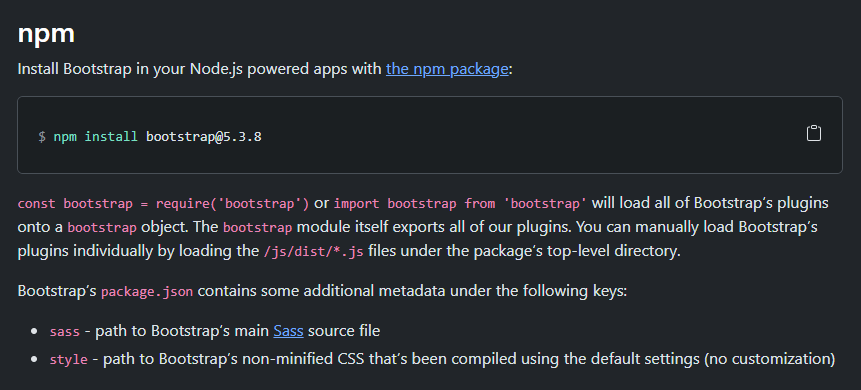 npm
Install Bootstrap in your Node.js powered apps with the npm package:
$ npm install bootstrap@5.3.8
const bootstrap = require('bootstrap') or import bootstrap from 'bootstrap' will load all of Bootstrap’s plugins
onto a bootstrap object. The bootstrap module itself exports all of our plugins. You can manually load Bootstrap’s
plugins individually by loading the /js/dist/*.js files under the package’s top-level directory.
Bootstrap’s package.json contains some additional metadata under the following keys:
• sass - path to Bootstrap’s main Sass source file
• style - path to Bootstrap’s non-minified CSS that’s been compiled using the default settings (no customization)